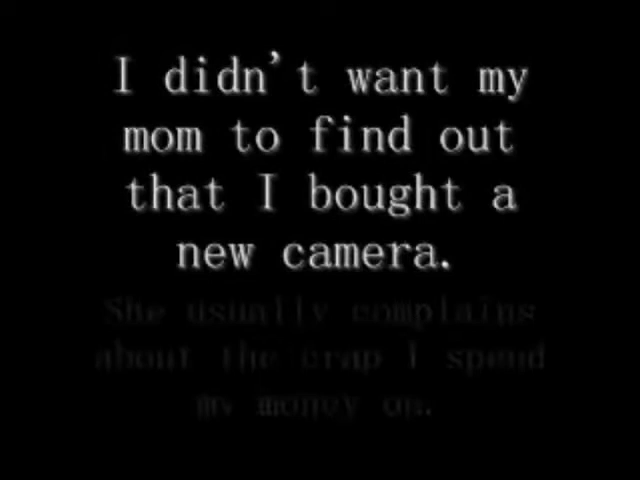 I didn't want my
mom to find out
that I bought a
new camera.
She usually complains
about the crap I spend
my money on.